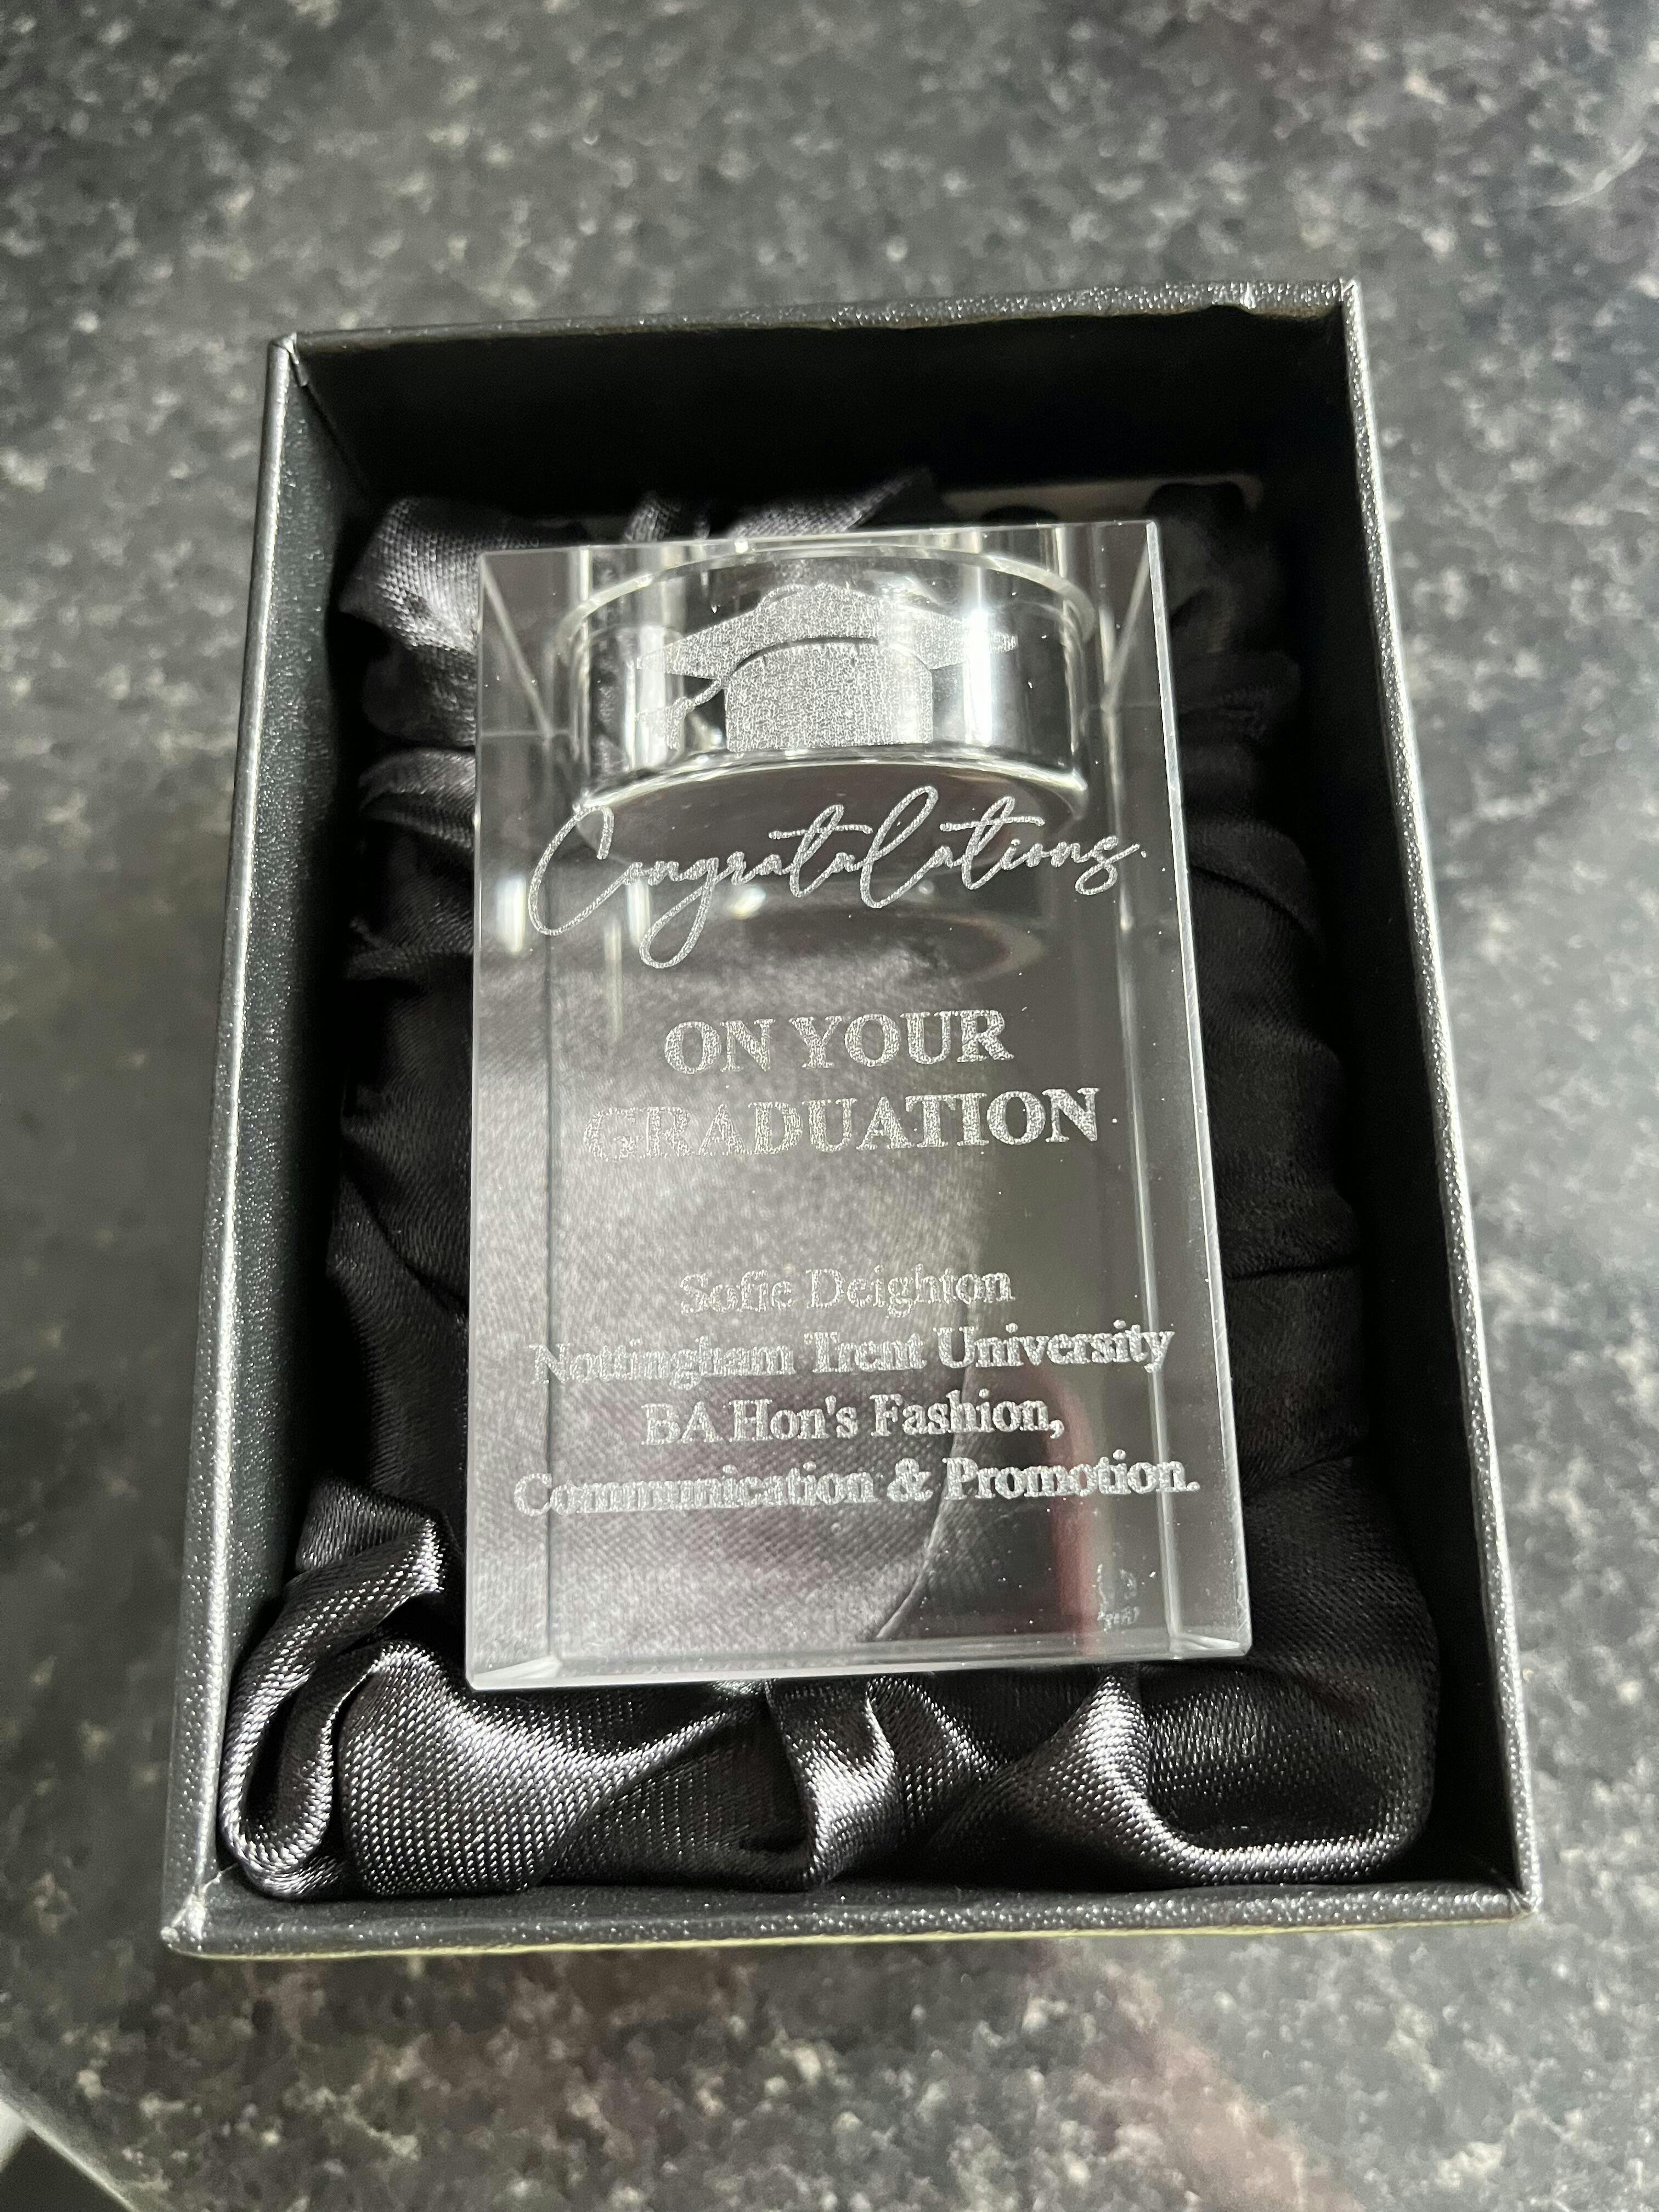 Congratulations
ON YOUR
GRADUATION
Sofie Deighton
Nottingham Trent University
BA Hon's Fashion,
Communication & Promotion.